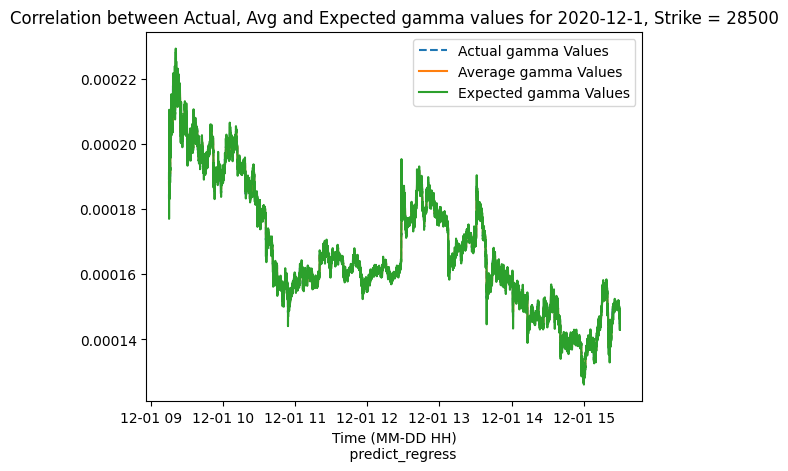 Correlation between Actual, Avg and Expected gamma values for 2020-12-1, Strike = 28500
Actual gamma Values
Average gamma Values
Expected gamma Values
0.00022
0.00020
0.00018
0.00016
0.00014
12-01 09 12-01 10 12-01 11 12-01 12 12-01 13 12-01 14 12-01 15
Time (MM-DD HH)
predict_regress